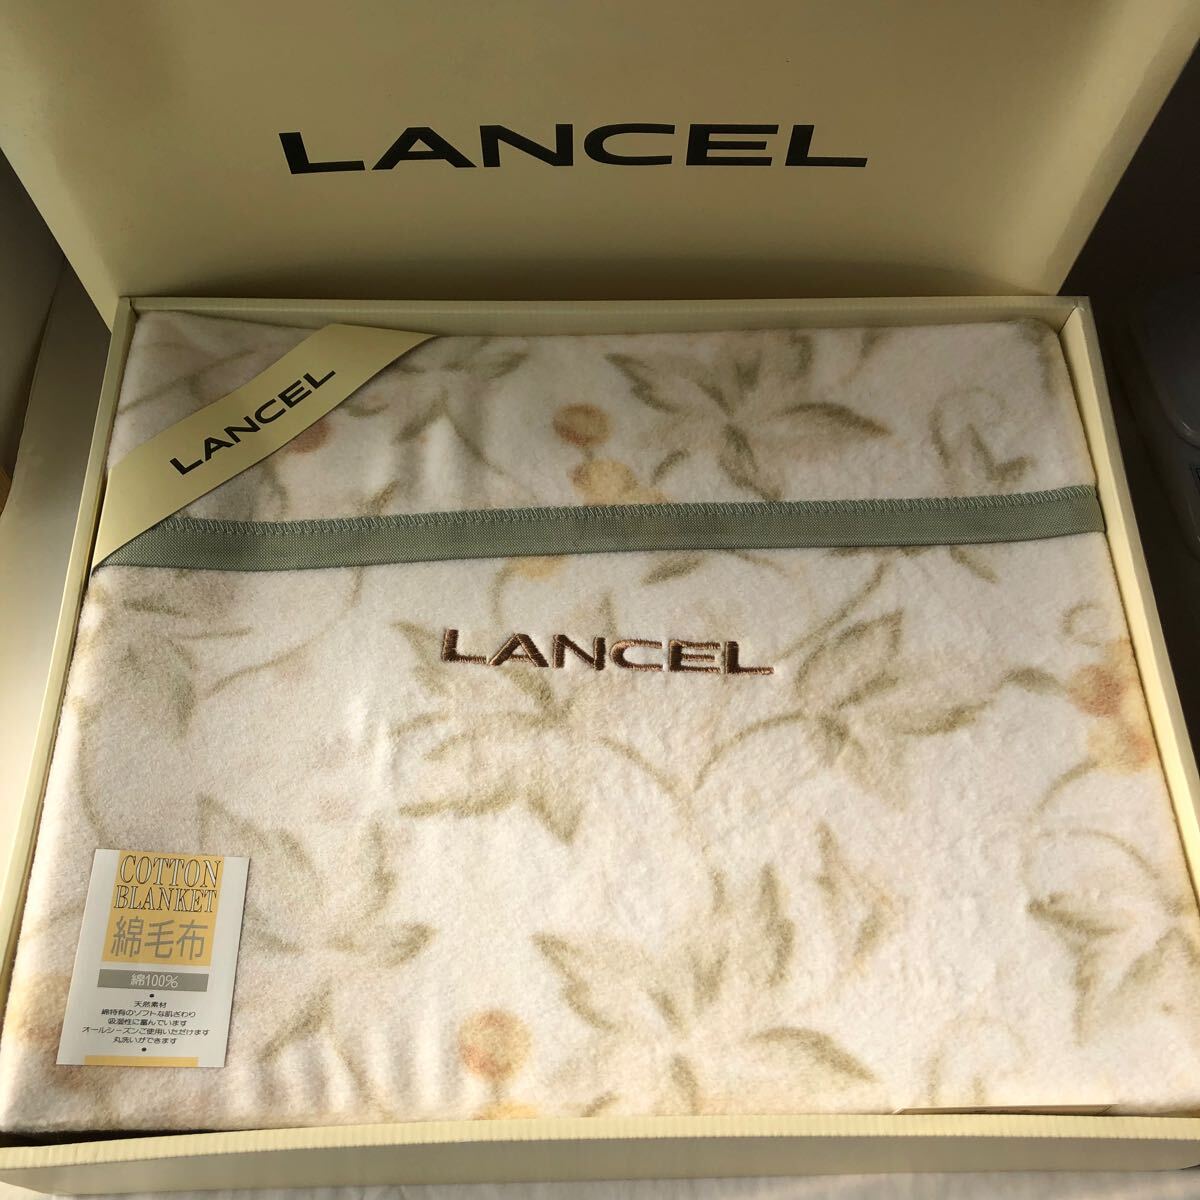 LANCEL
LANCEL
LANCEL
COTTON
BLANKET
綿毛布
綿100%
天然素材
綿特有のソフトな肌ざわり
吸湿性に富んでいます
オールシーズンご使用いただけます
丸洗いができます